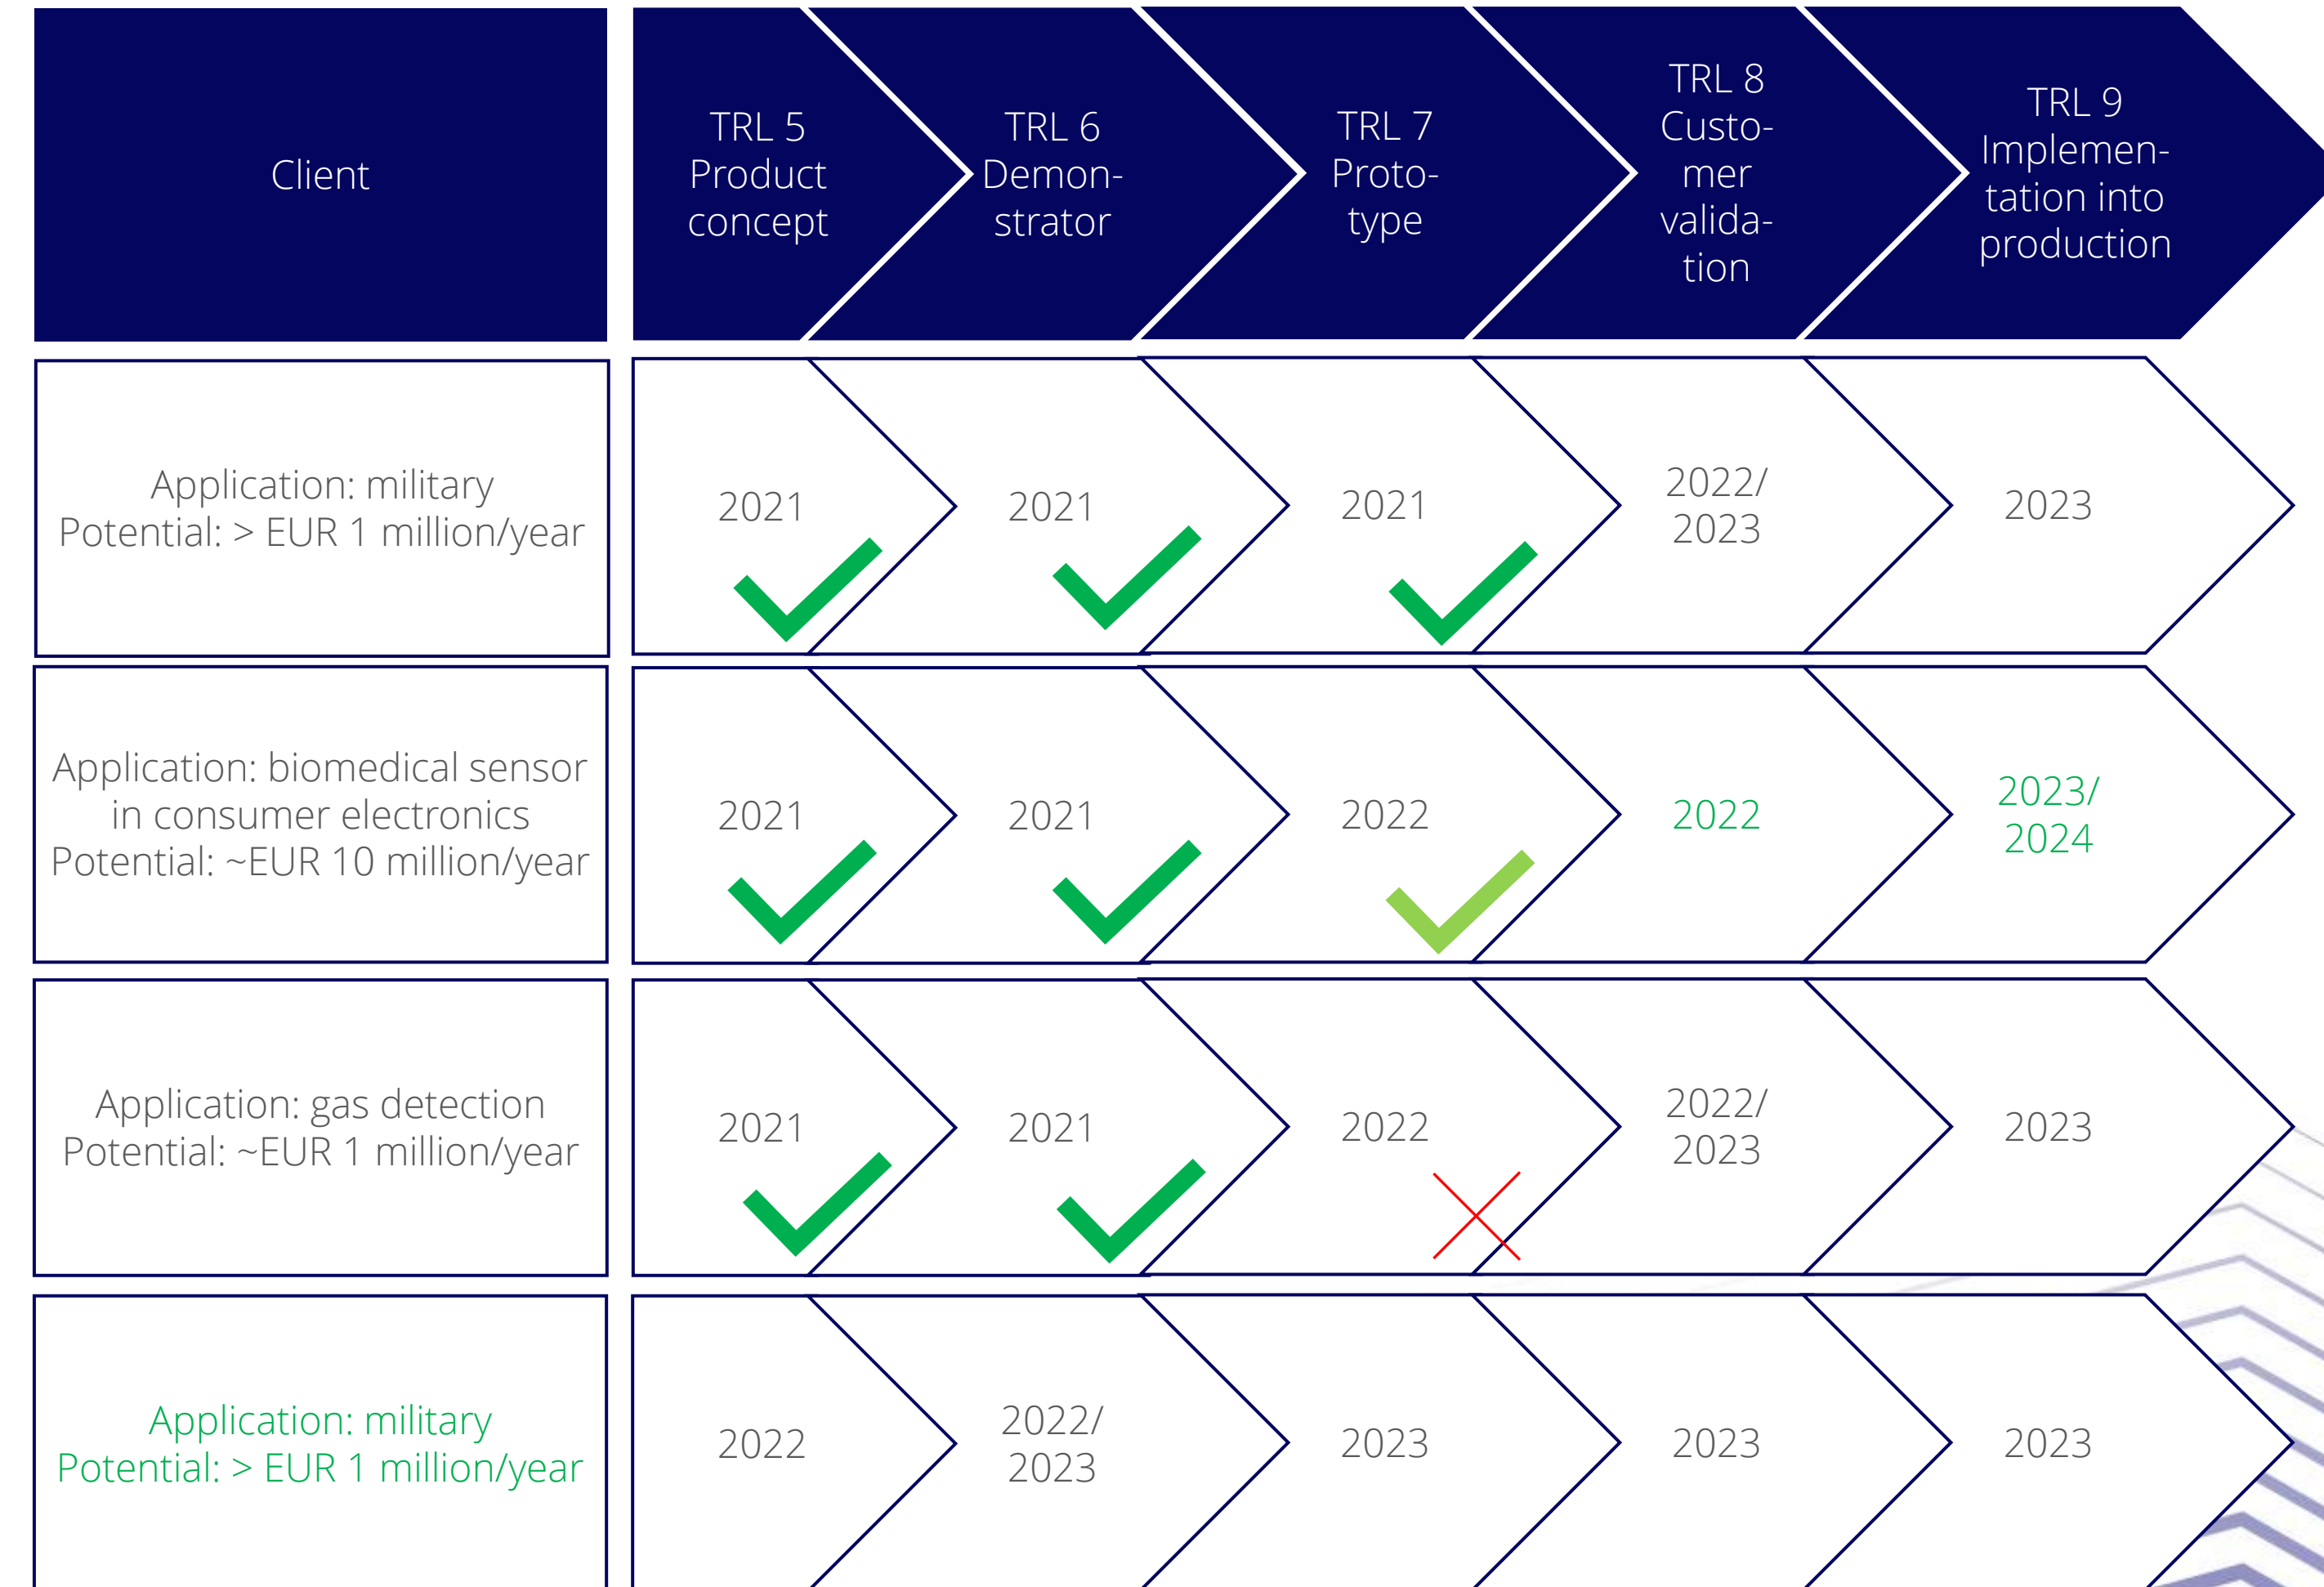 Client
TRL 5
Product
concept
TRL 6
Demon-
strator
TRL 7
Proto-
type
TRL 8
Custo-
mer
valida-
tion
TRL 9
Implemen-
tation into
production
Application: military
Potential: > EUR 1 million/year
2021
2021
2021
2022/
2023
2023
Application: biomedical sensor
in consumer electronics
Potential: ~EUR 10 million/year
2021
2021
2022
2022
2023/
2024
Application: gas detection
Potential: ~EUR 1 million/year
2021
2021
2022
2022/
2023
2023
Application: military
Potential: > EUR 1 million/year
2022
2022/
2023
2023
2023
2023